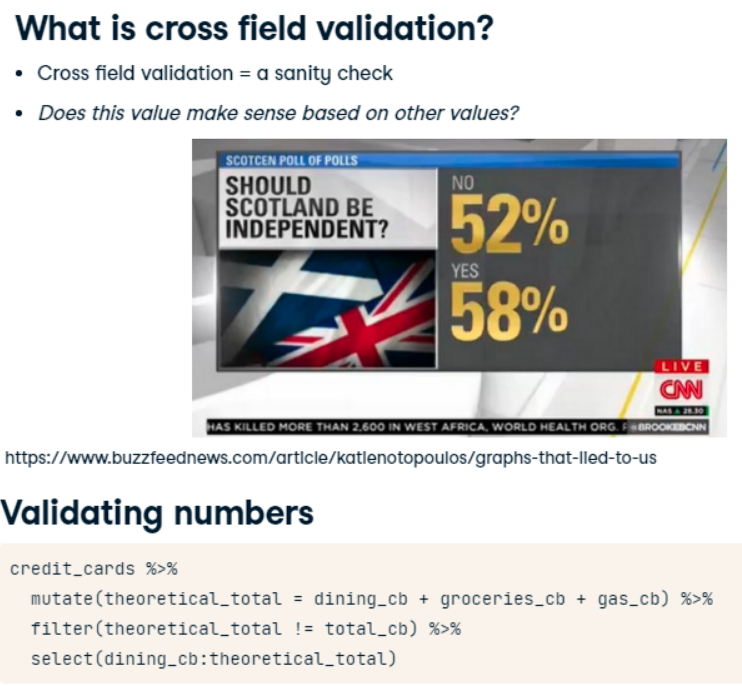 What is cross field validation?
• Cross field validation = a sanity check
• Does this value make sense based on other values?
SCOTCEN POLL OF POLLS
SHOULD
SCOTLAND BE
INDEPENDENT?
NO
52%
YES
58%
LIVE
CNN
NAS ▲ 28.30
HAS KILLED MORE THAN 2,600 IN WEST AFRICA, WORLD HEALTH ORG. @BROOKEBCNN
https://www.buzzfeednews.com/article/katienotopoulos/graphs-that-lied-to-us
Validating numbers
credit_cards %>%
mutate(theoretical_total = dining_cb + groceries_cb + gas_cb) %>%
filter(theoretical_total != total_cb) %>%
select(dining_cb:theoretical_total)